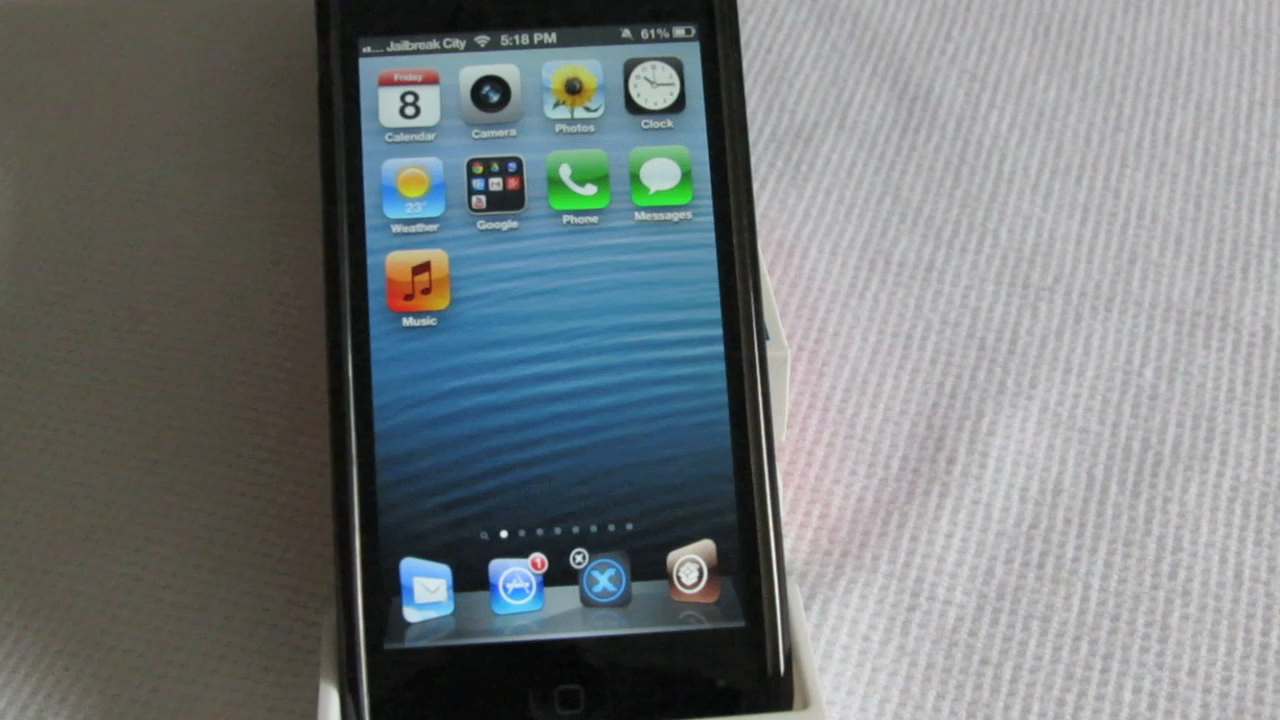 Jailbreak City 5:18 PM 61%
Friday
8
Calendar Camera Photos Clock
23°
Weather Google Phone Messages
Music
1